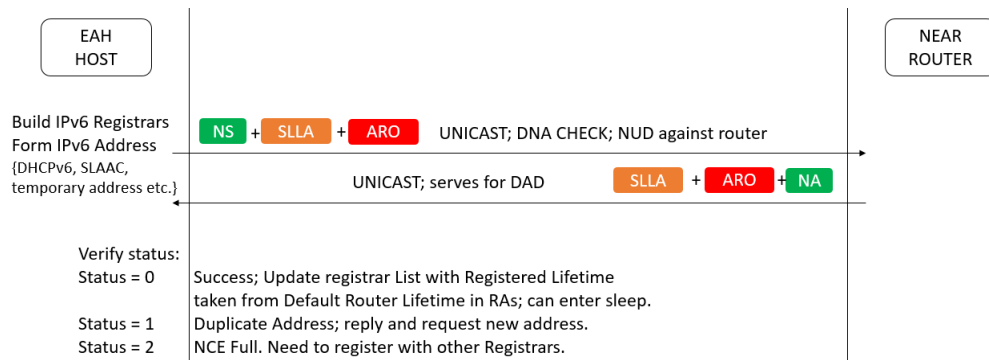 EAH
HOST
NEAR
ROUTER
Build IPv6 Registrars
Form IPv6 Address
{DHCPv6, SLAAC,
temporary address etc.}
NS + SLLA + ARO UNICAST; DNA CHECK; NUD against router
UNICAST; serves for DAD SLLA + ARO + NA
Verify status:
Status = 0 Success; Update registrar List with Registered Lifetime
taken from Default Router Lifetime in RAs; can enter sleep.
Status = 1 Duplicate Address; reply and request new address.
Status = 2 NCE Full. Need to register with other Registrars.